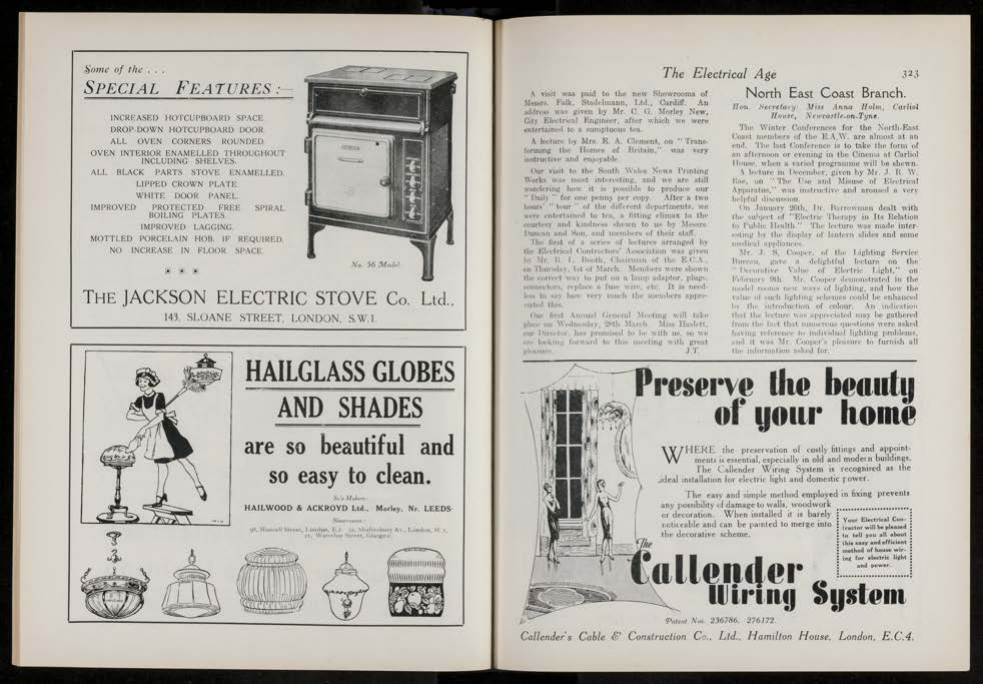 Some of the . . .
SPECIAL FEATURES :—
INCREASED HOTCUPBOARD SPACE
DROP-DOWN HOTCUPBOARD DOOR
ALL OVEN CORNERS ROUNDED
OVEN INTERIOR ENAMELLED THROUGHOUT
INCLUDING SHELVES.
ALL BLACK PARTS STOVE ENAMELLED.
LIPPED CROWN PLATE.
WHITE DOOR PANEL.
IMPROVED PROTECTED FREE SPIRAL
BOILING PLATES
IMPROVED LAGGING.
MOTTLED PORCELAIN HOB, IF REQUIRED.
NO INCREASE IN FLOOR SPACE.
No. 56 Model.
THE JACKSON ELECTRIC STOVE Co. Ltd.,
143, SLOANE STREET, LONDON, S.W.1.
HAILGLASS GLOBES
AND SHADES
are so beautiful and
so easy to clean.
HAILWOOD & ACKROYD Ltd., Morley, Nr. LEEDS
The Electrical Age 323
A visit was paid to the new Showrooms of
Messrs. Falk, Stadelmann, Ltd., Cardiff. An
address was given by Mr. C. G. Morley New,
City Electrical Engineer, after which we were
entertained to a sumptuous tea.
A lecture by Mrs. R. A. Clement, on "Trans-
forming the Homes of Britain," was very
instructive and enjoyable.
Our visit to the South Wales News Printing
Works was most interesting, and we are still
wondering how it is possible to produce our
"Daily" for one penny per copy. After a two
hours' "tour" of the different departments, we
were entertained to tea, a fitting climax to the
courtesy and kindness shewn to us by Messrs.
Duncan and Son, and members of their staff.
The first of a series of lectures arranged by
the Electrical Contractors' Association was given
by Mr. R. L. Booth, Chairman of the E.C.A.,
on Thursday, 1st of March. Members were shown
the correct way to put on a lamp adaptor, plugs,
connectors, replace a fuse wire, etc. It is need-
less to say how very much the members appre-
ciated this.
Our first Annual General Meeting will take
place on Wednesday, 28th March. Miss Haslett,
our Director, has promised to be with us, so we
are looking forward to this meeting with great
pleasure. J.T.
North East Coast Branch.
Hon. Secretary: Miss Anna Holm, Carliol
House, Newcastle-on-Tyne.
The Winter Conferences for the North-East
Coast members of the E.A.W. are almost at an
end. The last Conference is to take the form of
an afternoon or evening in the Cinema at Carliol
House, when a varied programme will be shewn.
A lecture in December, given by Mr. J. R. W.
Rae, on "The Use and Misuse of Electrical
Apparatus," was instructive and aroused a very
helpful discussion.
On January 26th, Dr. Burrowman dealt with
the subject of "Electric Therapy in Its Relation
to Public Health." The lecture was made inter-
esting by the display of lantern slides and some
medical appliances.
Mr. J. S. Cooper, of the Lighting Service
Bureau, gave a delightful lecture on the
"Decorative Value of Electric Light," on
February 9th. Mr. Cooper demonstrated in the
model rooms new ways of lighting, and how the
value of such lighting schemes could be enhanced
by the introduction of colour. An indication
that the lecture was appreciated may be gathered
from the fact that numerous questions were asked
having reference to individual lighting problems,
and it was Mr. Cooper's pleasure to furnish all
the information asked for.
Preserve the beauty
of your home
WHERE the preservation of costly fittings and appoint-
ments is essential, especially in old and modern buildings,
The Callender Wiring System is recognised as the
ideal installation for electric light and domestic power.
The easy and simple method employed in fixing prevents
any possibility of damage to walls, woodwork
or decoration. When installed it is barely
noticeable and can be painted to merge into
the decorative scheme.
Your Electrical Con-
tractor will be pleased
to tell you all about
this easy and efficient
method of house wir-
ing for electric light
and power.
The
Callender
Wiring System
Patent Nos. 236786, 276172.
Callender's Cable & Construction Co., Ltd., Hamilton House, London, E.C.4.